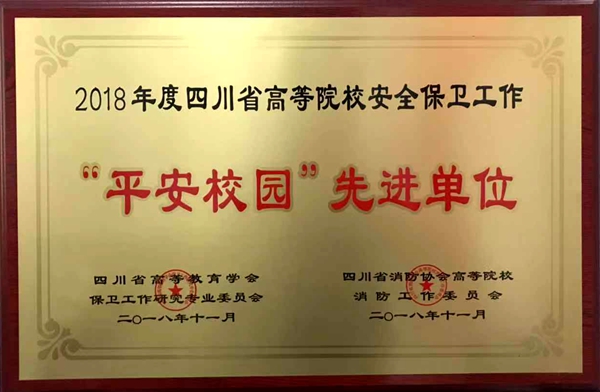 2018年度四川省高等院校安全保卫工作
“平安校园”先进单位
四川省高等教育学会
保卫工作研究专业委员会
二〇一八年十一月
四川省消防协会高等院校
消防工作委员会
二〇一八年十一月